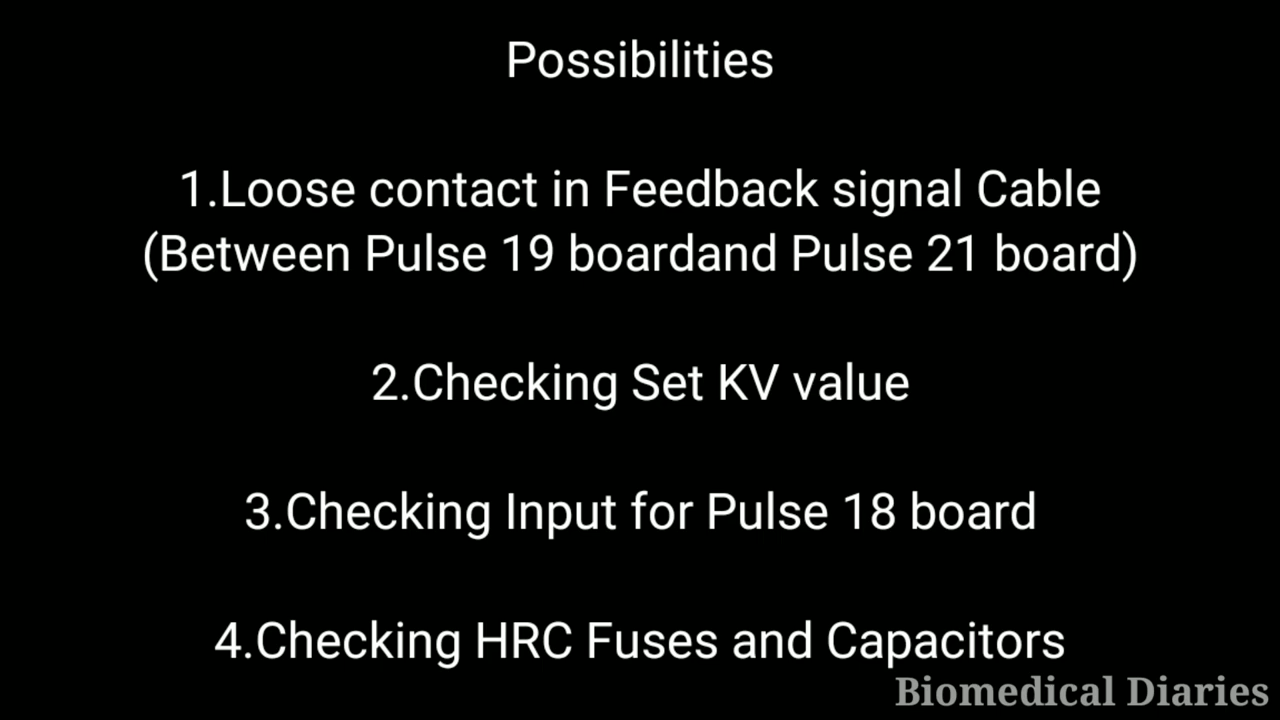 Possibilities
1.Loose contact in Feedback signal Cable
(Between Pulse 19 boardand Pulse 21 board)
2.Checking Set KV value
3.Checking Input for Pulse 18 board
4.Checking HRC Fuses and Capacitors
Biomedical Diaries